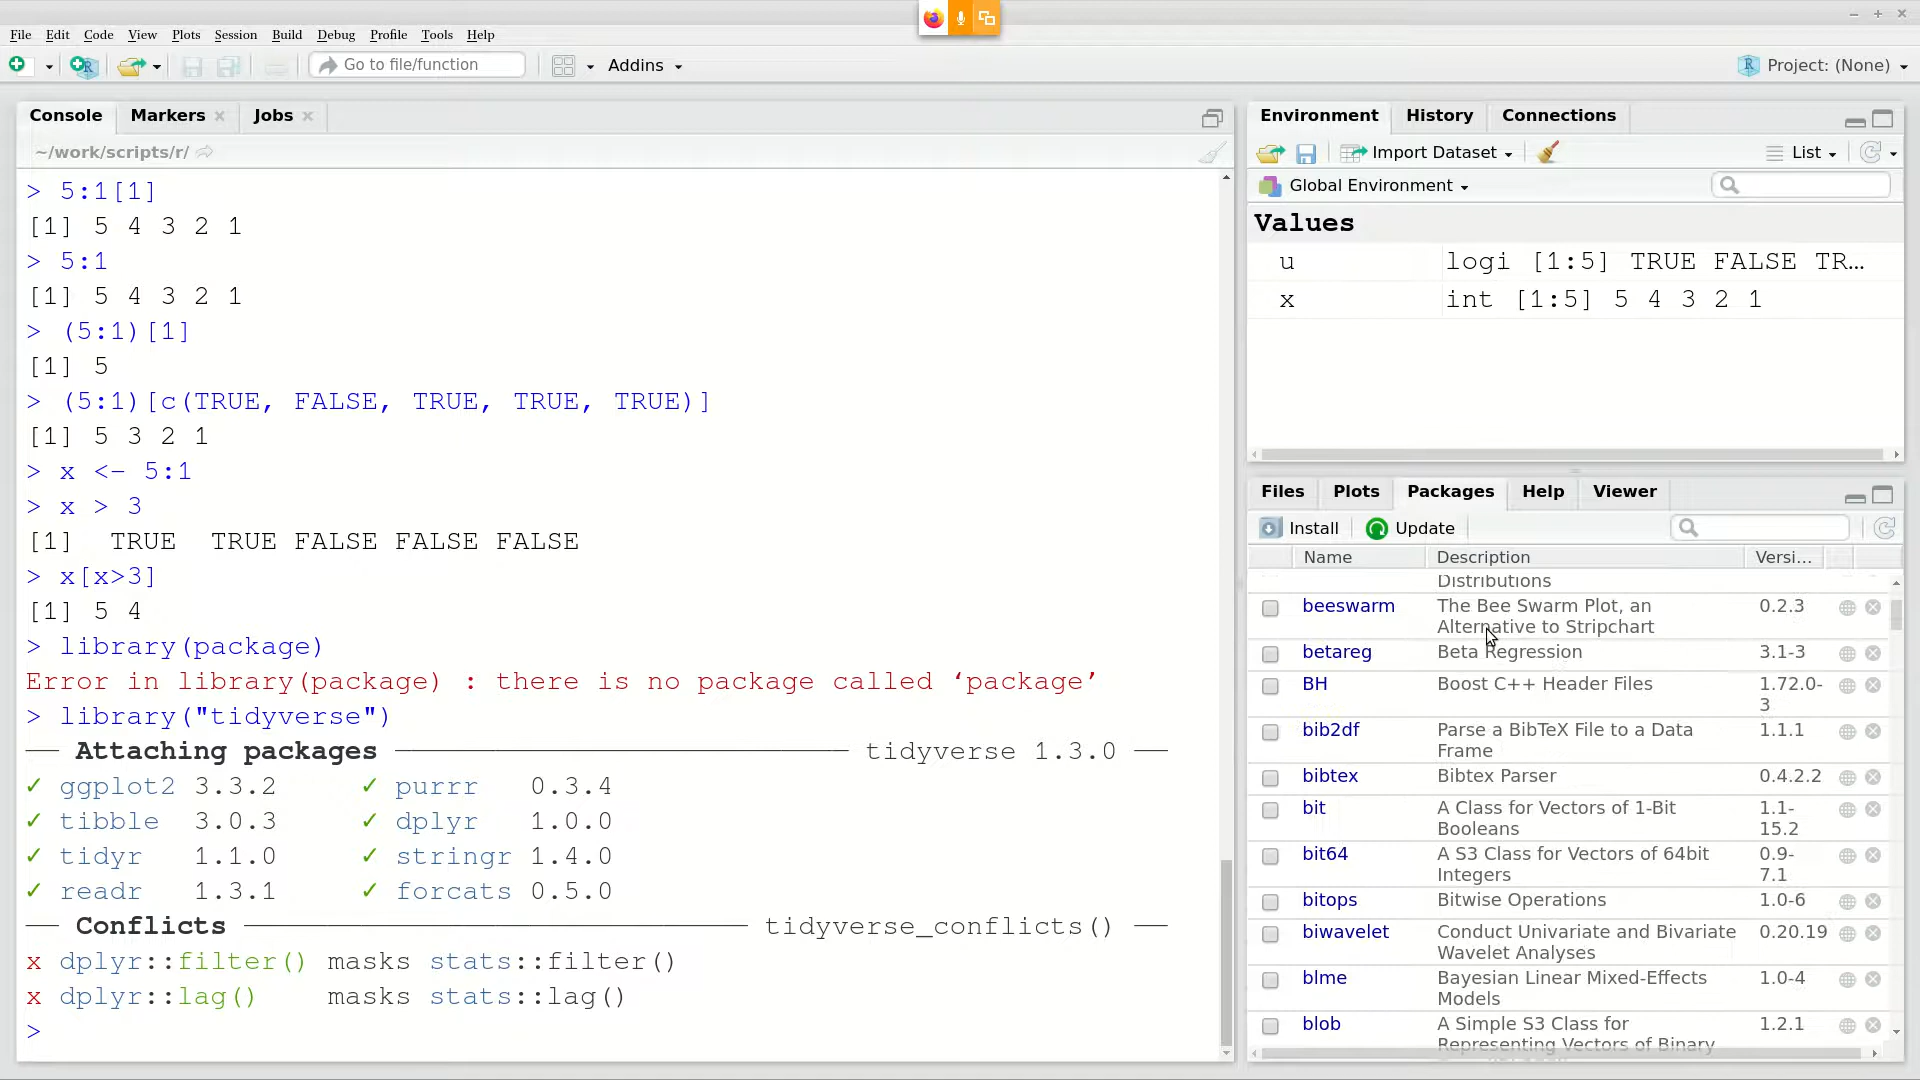 File Edit Code View Plots Session Build Debug Profile Tools Help
Go to file/function Addins Project: (None)
Console Markers Jobs
~/work/scripts/r/
> 5:1[1]
[1] 5 4 3 2 1
> 5:1
[1] 5 4 3 2 1
> (5:1)[1]
[1] 5
> (5:1)[c(TRUE, FALSE, TRUE, TRUE, TRUE)]
[1] 5 3 2 1
> x <- 5:1
> x > 3
[1]  TRUE  TRUE FALSE FALSE FALSE
> x[x>3]
[1] 5 4
> library(package)
Error in library(package) : there is no package called ‘package’
> library("tidyverse")
── Attaching packages ─────────────────── tidyverse 1.3.0 ──
✓ ggplot2 3.3.2 ✓ purrr 0.3.4
✓ tibble 3.0.3 ✓ dplyr 1.0.0
✓ tidyr 1.1.0 ✓ stringr 1.4.0
✓ readr 1.3.1 ✓ forcats 0.5.0
── Conflicts ─────────────────── tidyverse_conflicts() ──
x dplyr::filter() masks stats::filter()
x dplyr::lag() masks stats::lag()
>
Environment History Connections
Import Dataset List
Global Environment
Values
u logi [1:5] TRUE FALSE TR…
x int [1:5] 5 4 3 2 1
Files Plots Packages Help Viewer
Install Update
Name Description Versi...
Distributions
beeswarm The Bee Swarm Plot, an 0.2.3
Alternative to Stripchart
betareg Beta Regression 3.1-3
BH Boost C++ Header Files 1.72.0-
3
bib2df Parse a BibTeX File to a Data 1.1.1
Frame
bibtex Bibtex Parser 0.4.2.2
bit A Class for Vectors of 1-Bit 1.1-
Booleans 15.2
bit64 A S3 Class for Vectors of 64bit 0.9-
Integers 7.1
bitops Bitwise Operations 1.0-6
biwavelet Conduct Univariate and Bivariate 0.20.19
Wavelet Analyses
blme Bayesian Linear Mixed-Effects 1.0-4
Models
blob A Simple S3 Class for 1.2.1
Representing Vectors of Binary